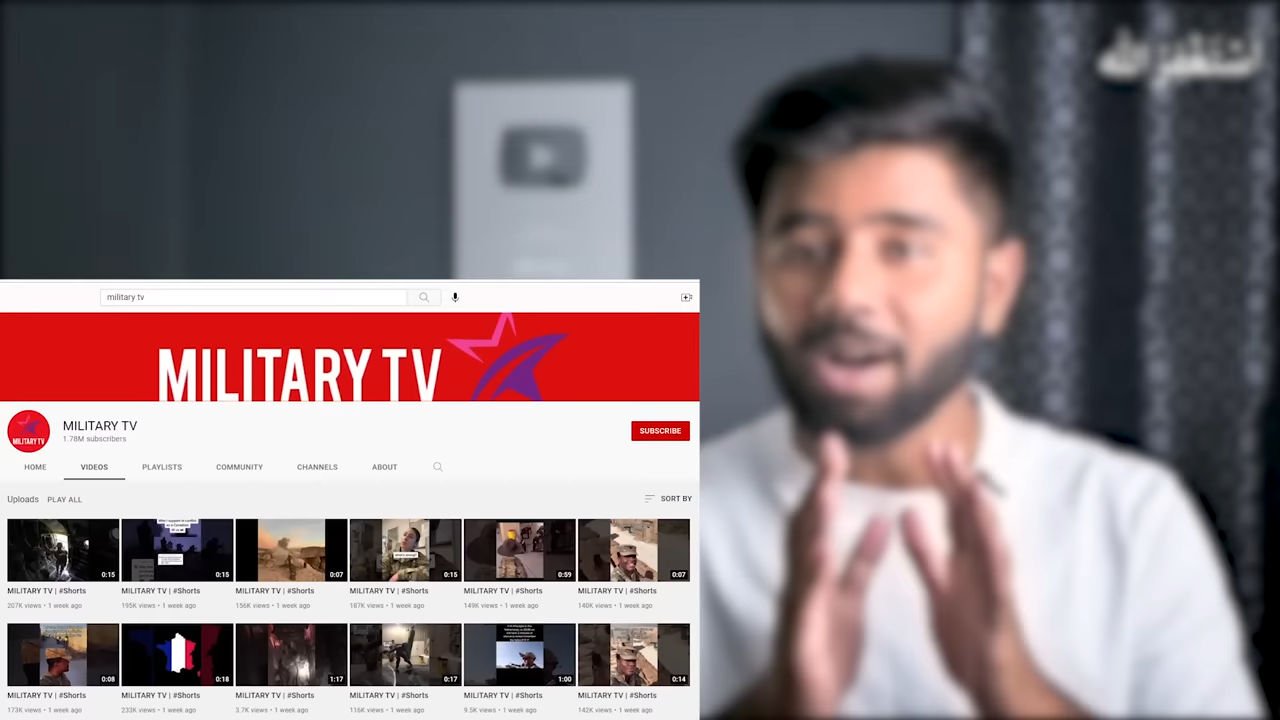 استغفر الله
military tv
MILITARY TV
MILITARY TV
MILITARY TV
1.78M subscribers
SUBSCRIBE
HOME VIDEOS PLAYLISTS COMMUNITY CHANNELS ABOUT
Uploads PLAY ALL SORT BY
0:15 0:15 0:07 What's wrong? 0:15 0:59 0:07
MILITARY TV | #Shorts MILITARY TV | #Shorts MILITARY TV | #Shorts MILITARY TV | #Shorts MILITARY TV | #Shorts MILITARY TV | #Shorts
207K views • 1 week ago 195K views • 1 week ago 156K views • 1 week ago 187K views • 1 week ago 149K views • 1 week ago 140K views • 1 week ago
0:08 0:18 1:17 0:17 1:00 0:14
MILITARY TV | #Shorts MILITARY TV | #Shorts MILITARY TV | #Shorts MILITARY TV | #Shorts MILITARY TV | #Shorts MILITARY TV | #Shorts
173K views • 1 week ago 233K views • 1 week ago 3.7K views • 1 week ago 116K views • 1 week ago 9.5K views • 1 week ago 142K views • 1 week ago